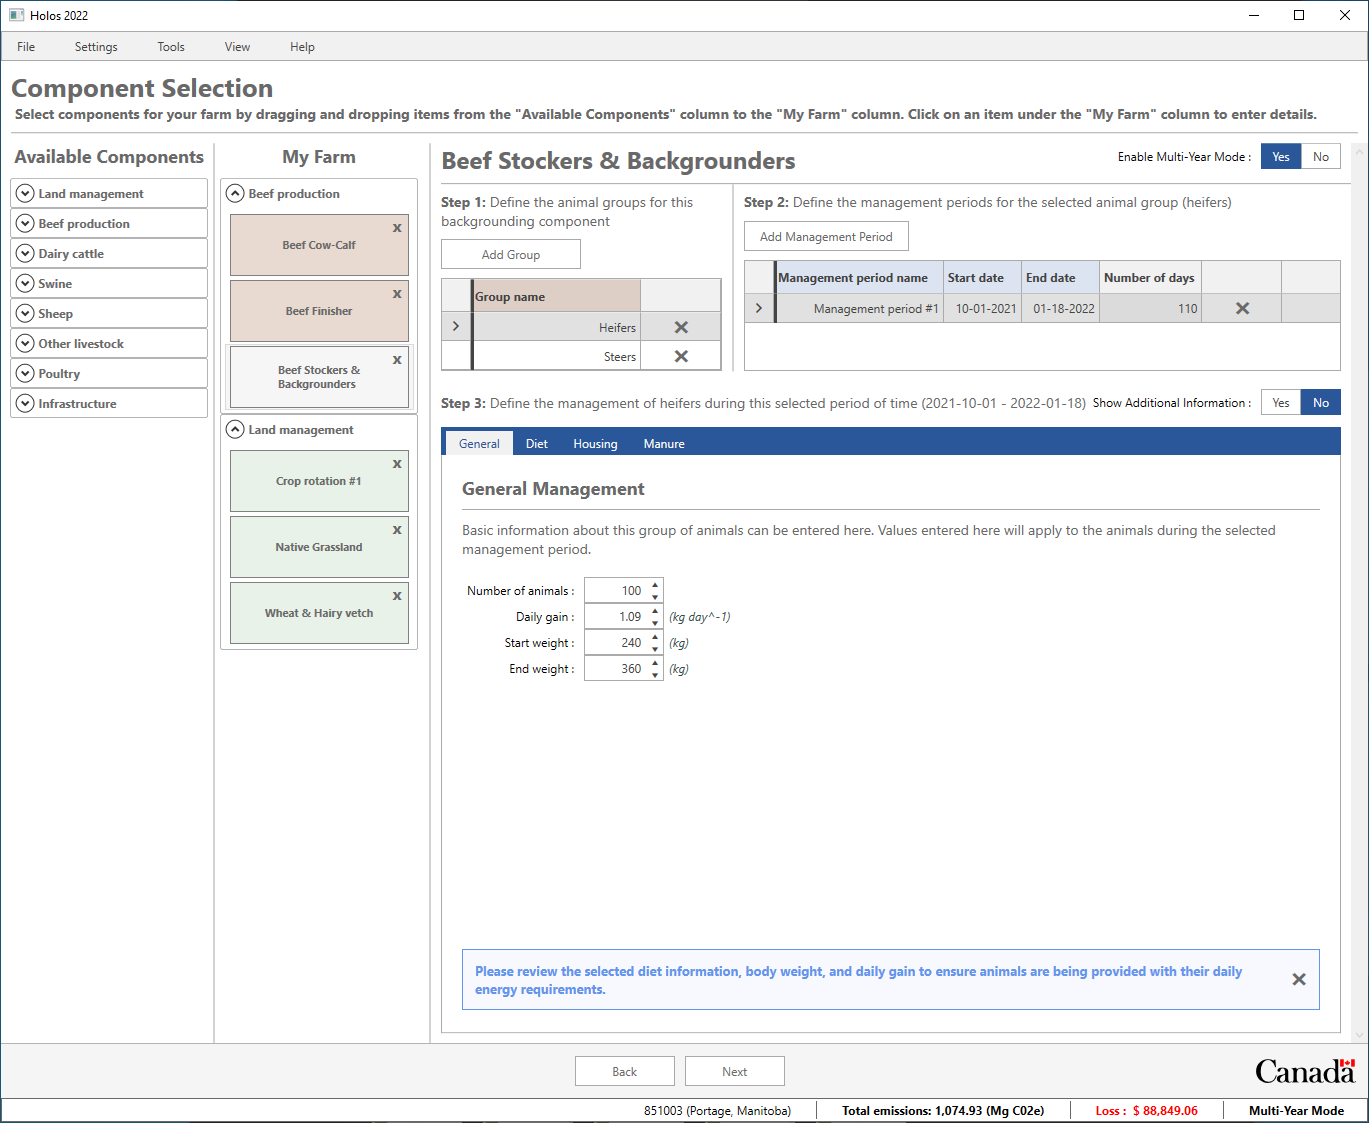 Holos 2022
File Settings Tools View Help
Component Selection
Select components for your farm by dragging and dropping items from the "Available Components" column to the "My Farm" column. Click on an item under the "My Farm" column to enter details.
Available Components
Land management
Beef production
Dairy cattle
Swine
Sheep
Other livestock
Poultry
Infrastructure
My Farm
Beef production
Beef Cow-Calf x
Beef Finisher x
Beef Stockers & x
Backgrounders
Land management
Crop rotation #1 x
Native Grassland x
Wheat & Hairy vetch x
Beef Stockers & Backgrounders
Enable Multi-Year Mode : Yes No
Step 1: Define the animal groups for this
backgrounding component
Add Group
Group name
Heifers
Steers
Step 2: Define the management periods for the selected animal group (heifers)
Add Management Period
Management period name Start date End date Number of days
Management period #1 10-01-2021 01-18-2022 110
Step 3: Define the management of heifers during this selected period of time (2021-10-01 - 2022-01-18) Show Additional Information : Yes No
General Diet Housing Manure
General Management
Basic information about this group of animals can be entered here. Values entered here will apply to the animals during the selected
management period.
Number of animals : 100
Daily gain : 1.09 (kg day^-1)
Start weight : 240 (kg)
End weight : 360 (kg)
Please review the selected diet information, body weight, and daily gain to ensure animals are being provided with their daily
energy requirements.
Back Next
Canada
851003 (Portage, Manitoba) Total emissions: 1,074.93 (Mg C02e) Loss : $ 88,849.06 Multi-Year Mode